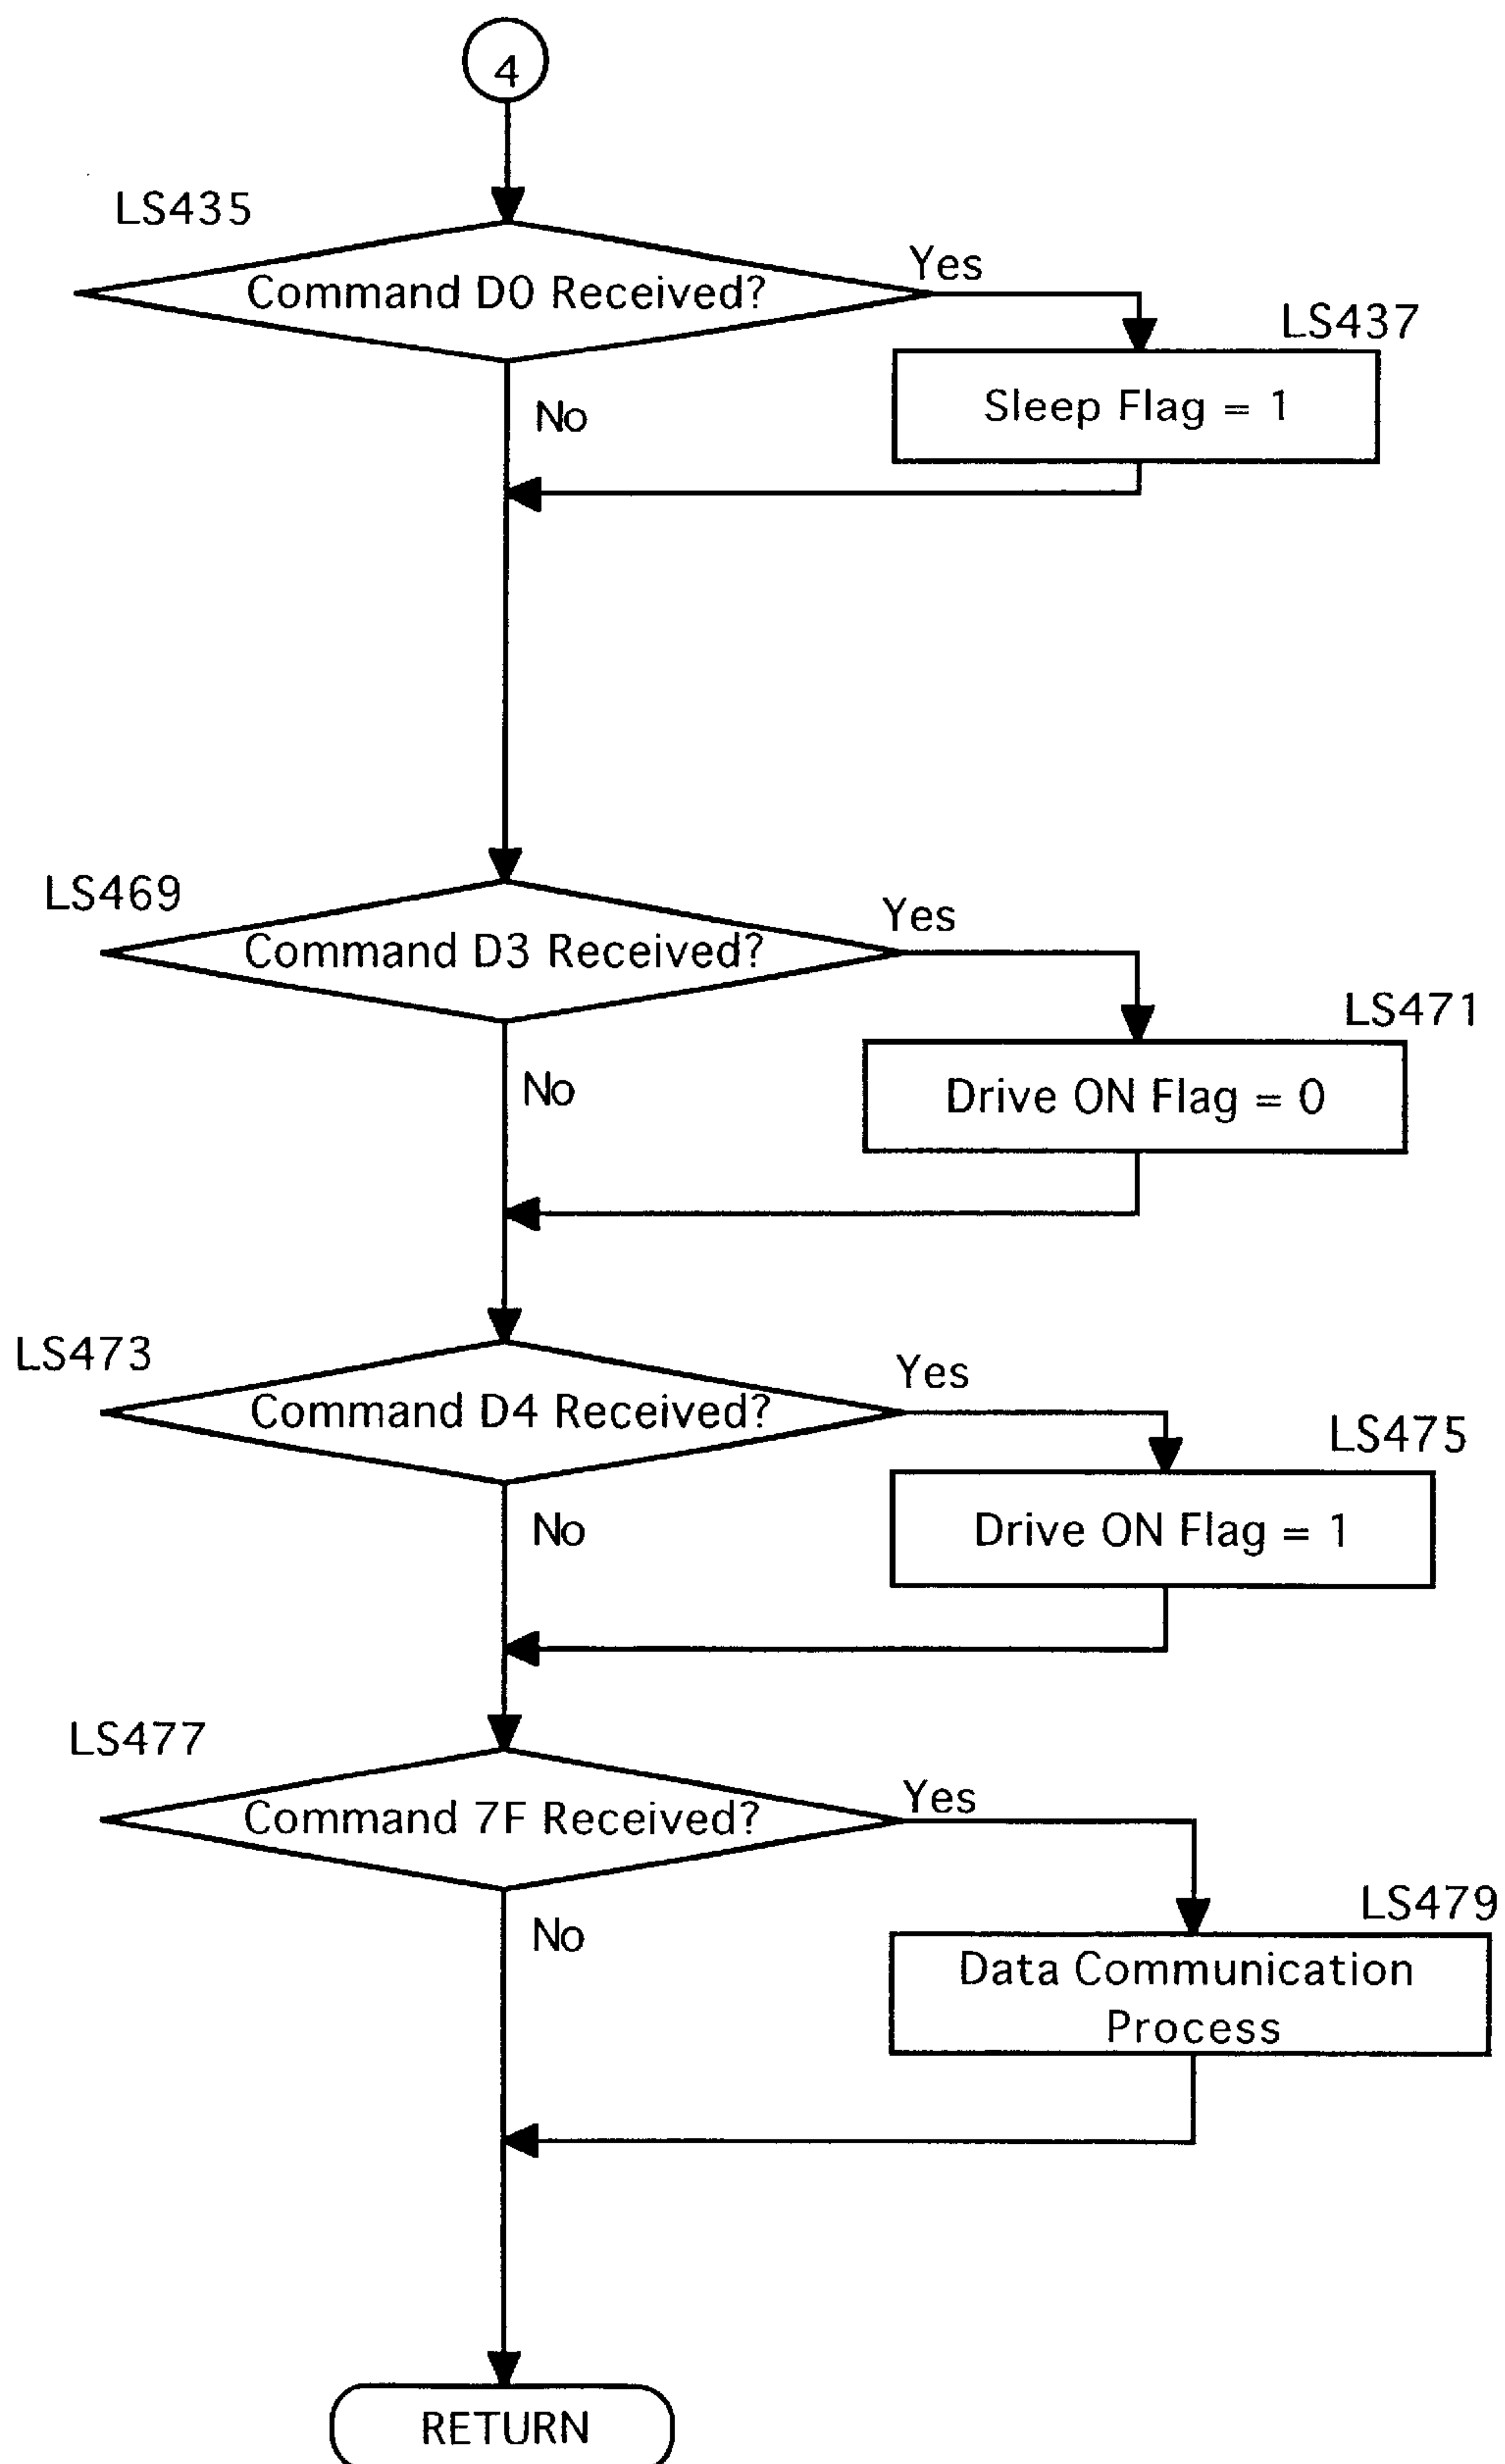 4
LS435
Command D0 Received?
Yes
LS437
Sleep Flag = 1
No
LS469
Command D3 Received?
Yes
LS471
Drive ON Flag = 0
No
LS473
Command D4 Received?
Yes
LS475
Drive ON Flag = 1
No
LS477
Command 7F Received?
Yes
LS479
Data Communication
Process
No
RETURN